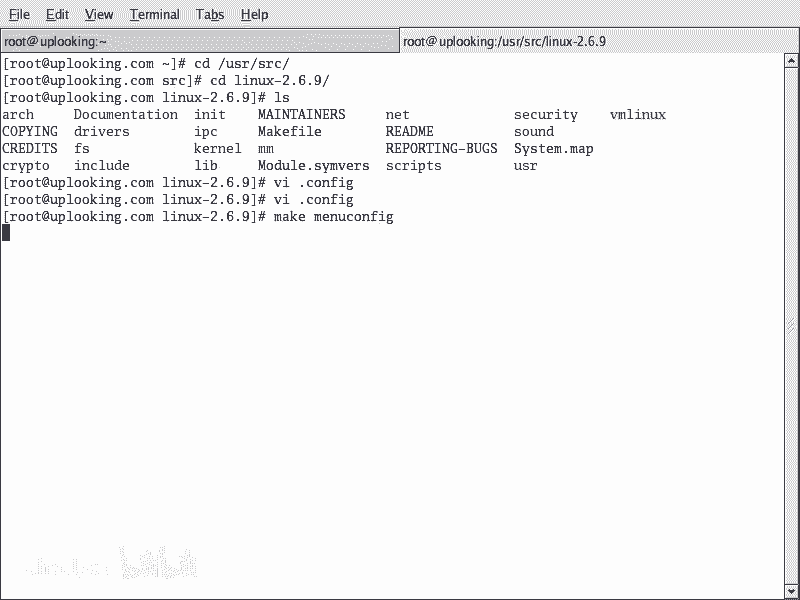 File Edit View Terminal Tabs Help
root@uplooking:~ root@uplooking:/usr/src/linux-2.6.9
[root@uplooking.com ~]# cd /usr/src/
[root@uplooking.com src]# cd linux-2.6.9/
[root@uplooking.com linux-2.6.9]# ls
arch Documentation init MAINTAINERS net security vmlinux
COPYING drivers ipc Makefile README sound
CREDITS fs kernel mm REPORTING-BUGS System.map
crypto include lib Module.symvers scripts usr
[root@uplooking.com linux-2.6.9]# vi .config
[root@uplooking.com linux-2.6.9]# vi .config
[root@uplooking.com linux-2.6.9]# make menuconfig